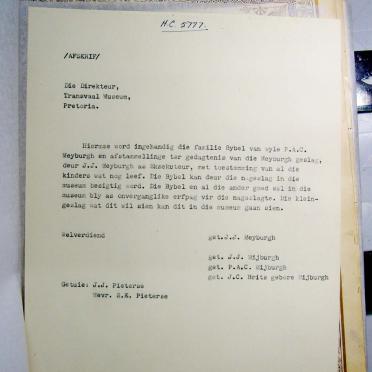 H.C. 5777.
/AFSKRIF/
Die Direkteur,
Transvaal Museum,
Pretoria.
Hiermee word ingehandig die familie Bybel van wyle P.A.C.
Meyburgh en afstammelinge ter gedagtenis van die Meyburgh geslag,
deur J.J. Meyburgh as Eksekuteur, met toestemming van al die
kinders wat nog leef. Die Bybel kan deur die nageslag in die
museum besigtig word. Die Bybel en al die ander goed sal in die
museum bly as onverganglike erfpag vir die nageslagte. Die klein-
geslag wat dit wil sien kan dit in die museum gaan sien.
Welverdiend get.J.J. Meyburgh
get. J.J. Mijburgh
get. P.A.C. Mijburgh
get. J.C. Brits gebore Mijburgh
Getuie: J.J. Pieterse
Mevr. S.K. Pieterse